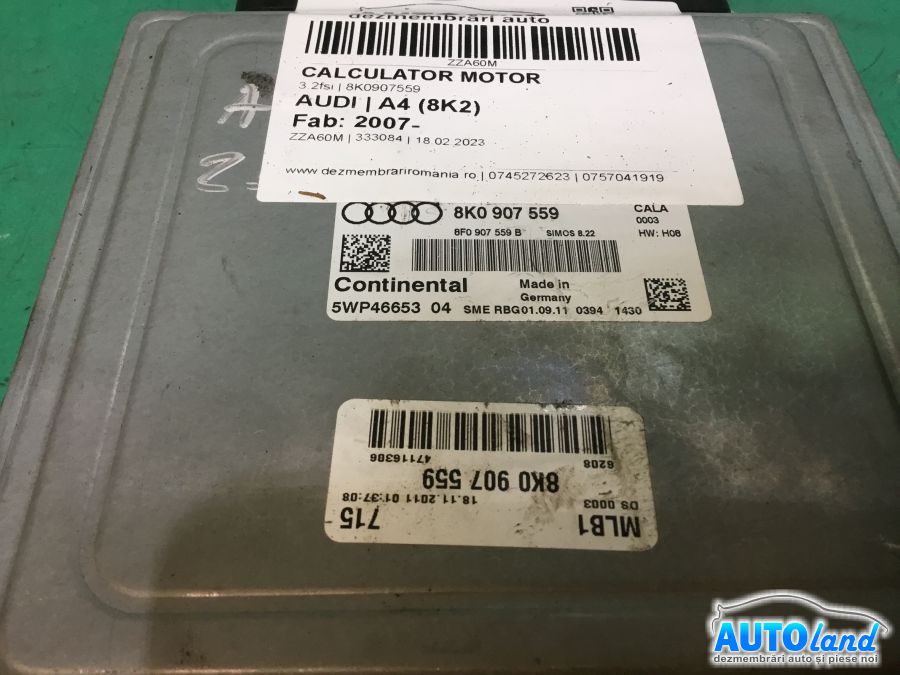 dezmembrări auto
ZZA60M
CALCULATOR MOTOR
3.2fsi | 8K0907559
AUDI | A4 (8K2)
Fab: 2007-
ZZA60M | 333084 | 18.02.2023
www.dezmembrariromania.ro | 0745272623 | 0757041919
8K0 907 559
CALA
0003
8F0 907 559 B SIMOS 8.22 HW: H08
Continental
Made in
Germany
5WP46653 04 SME RBG01.09.11 0394 1430
MLB1 715
DS 0003 18.11.2011 01:37:08
8K0 907 559
6208 47116306
AUTOland
dezmembrări auto și piese noi